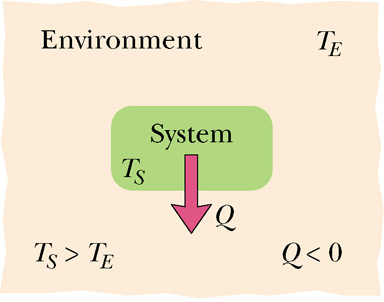 Environment T_E
System
T_S
Q
T_S > T_E Q < 0